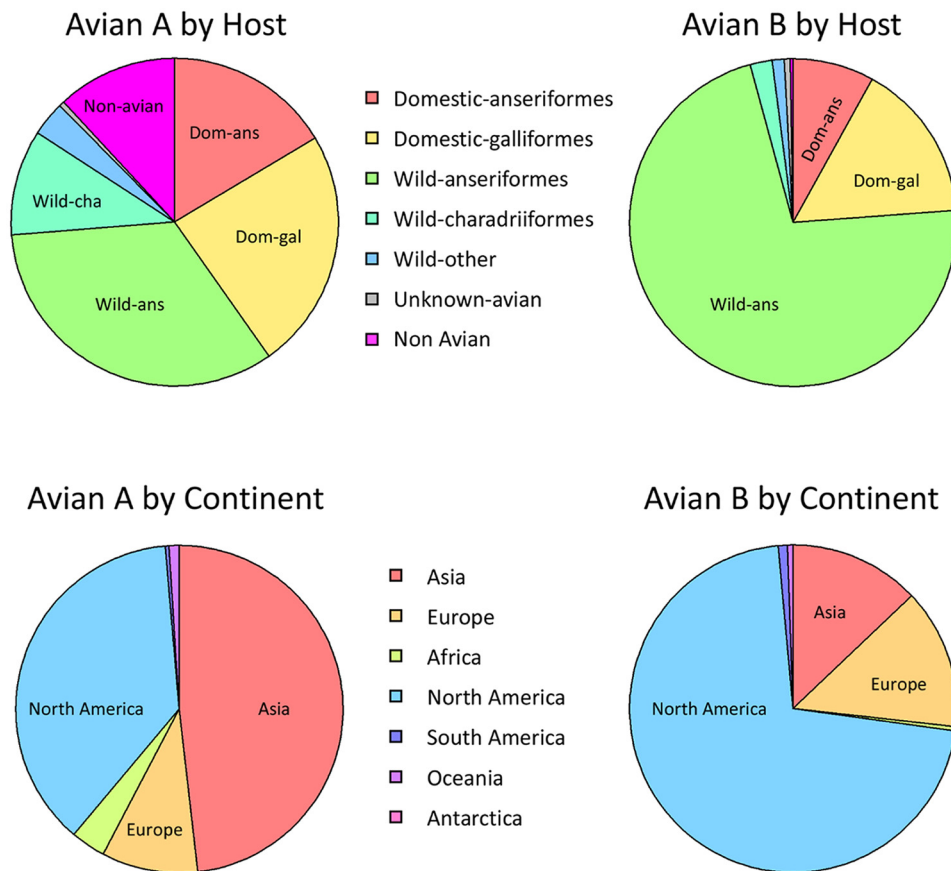 Avian A by Host
Avian B by Host
Non-avian
Dom-ans
Wild-cha
Dom-gal
Wild-ans
Domestic-anseriformes
Domestic-galliformes
Wild-anseriformes
Wild-charadriiformes
Wild-other
Unknown-avian
Non Avian
Dom-ans
Dom-gal
Wild-ans
Avian A by Continent
Avian B by Continent
North America
Asia
Europe
Asia
Europe
Africa
North America
South America
Oceania
Antarctica
Asia
Europe
North America